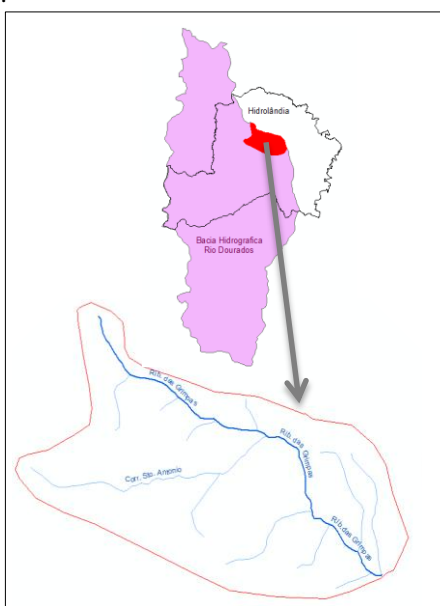 Hidrolândia
Bacia Hidrografica
Rio Dourados
Rib. das Grimpas
Rib. das Grimpas
Corr. Sto. Antonio
Rib. das Grimpas